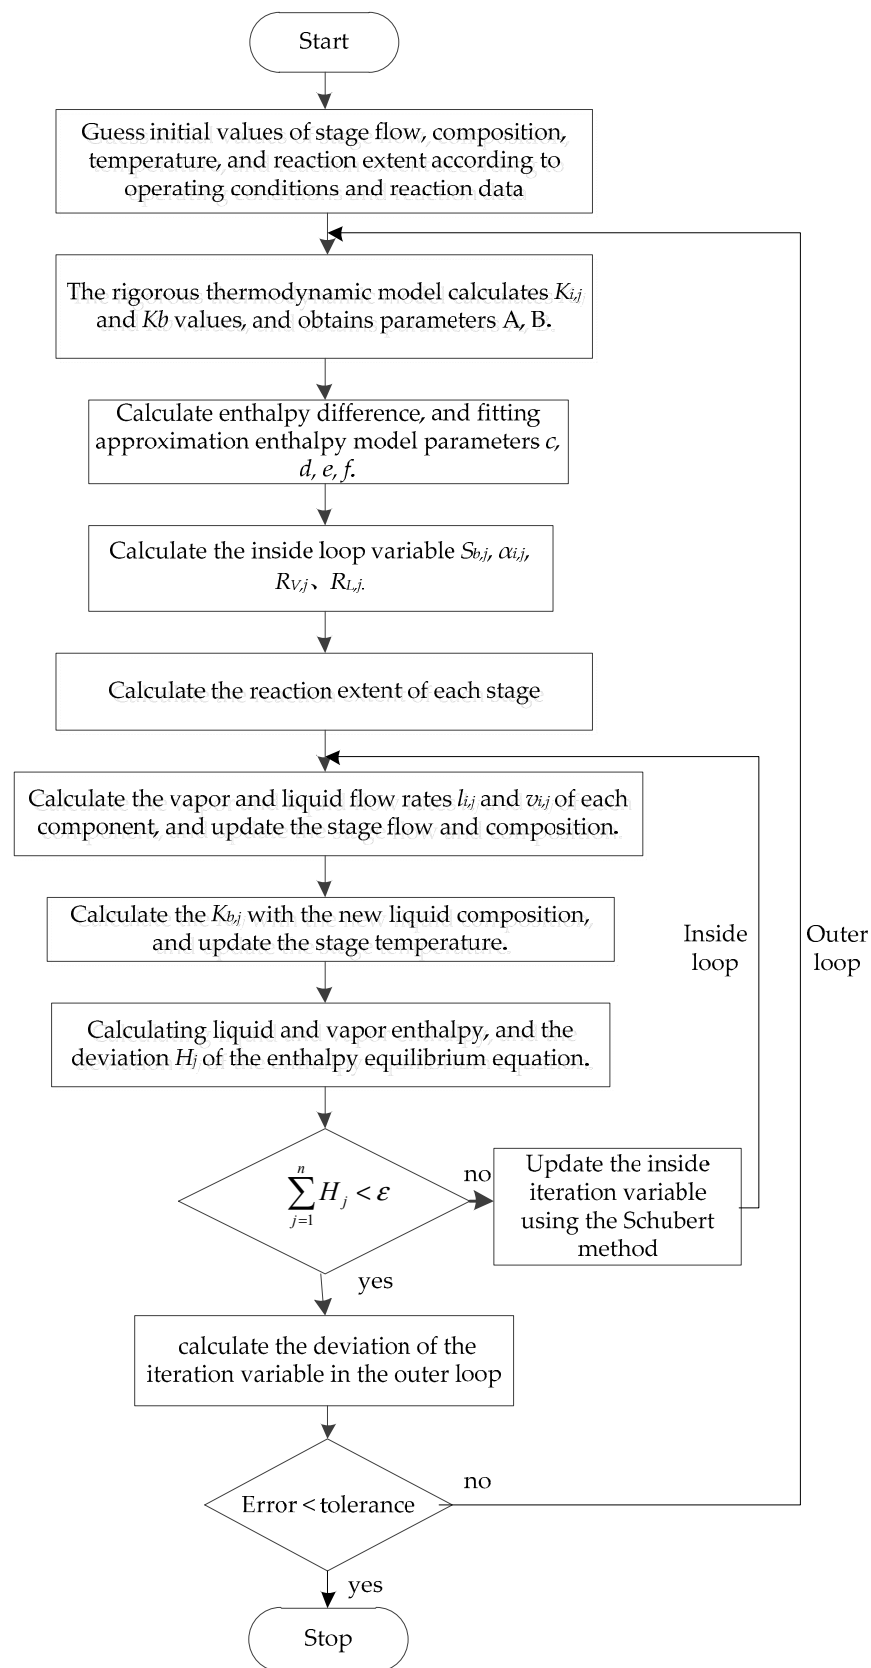 Start
Guess initial values of stage flow, composition,
temperature, and reaction extent according to
operating conditions and reaction data
The rigorous thermodynamic model calculates Ki,j
and Kb values, and obtains parameters A, B.
Calculate enthalpy difference, and fitting
approximation enthalpy model parameters c,
d, e, f.
Calculate the inside loop variable Sb,j, αi,j,
RV,j、 RL,j.
Calculate the reaction extent of each stage
Calculate the vapor and liquid flow rates li,j and vi,j of each
component, and update the stage flow and composition.
Calculate the Kb,j with the new liquid composition,
and update the stage temperature.
Inside
loop
Outer
loop
Calculating liquid and vapor enthalpy, and the
deviation Hj of the enthalpy equilibrium equation.
n
∑ Hj < ε
j=1
no
Update the inside
iteration variable
using the Schubert
method
yes
calculate the deviation of the
iteration variable in the outer loop
Error < tolerance
no
yes
Stop